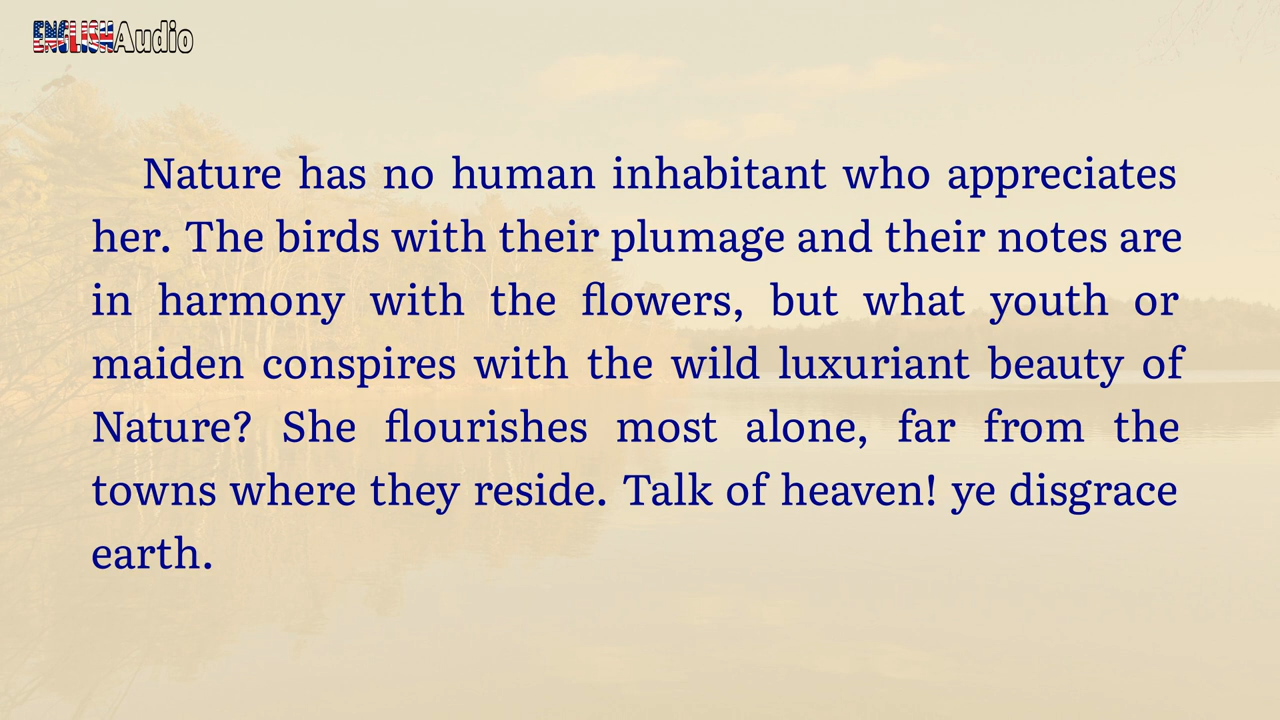 ENGLISHAudio
Nature has no human inhabitant who appreciates
her. The birds with their plumage and their notes are
in harmony with the flowers, but what youth or
maiden conspires with the wild luxuriant beauty of
Nature? She flourishes most alone, far from the
towns where they reside. Talk of heaven! ye disgrace
earth.